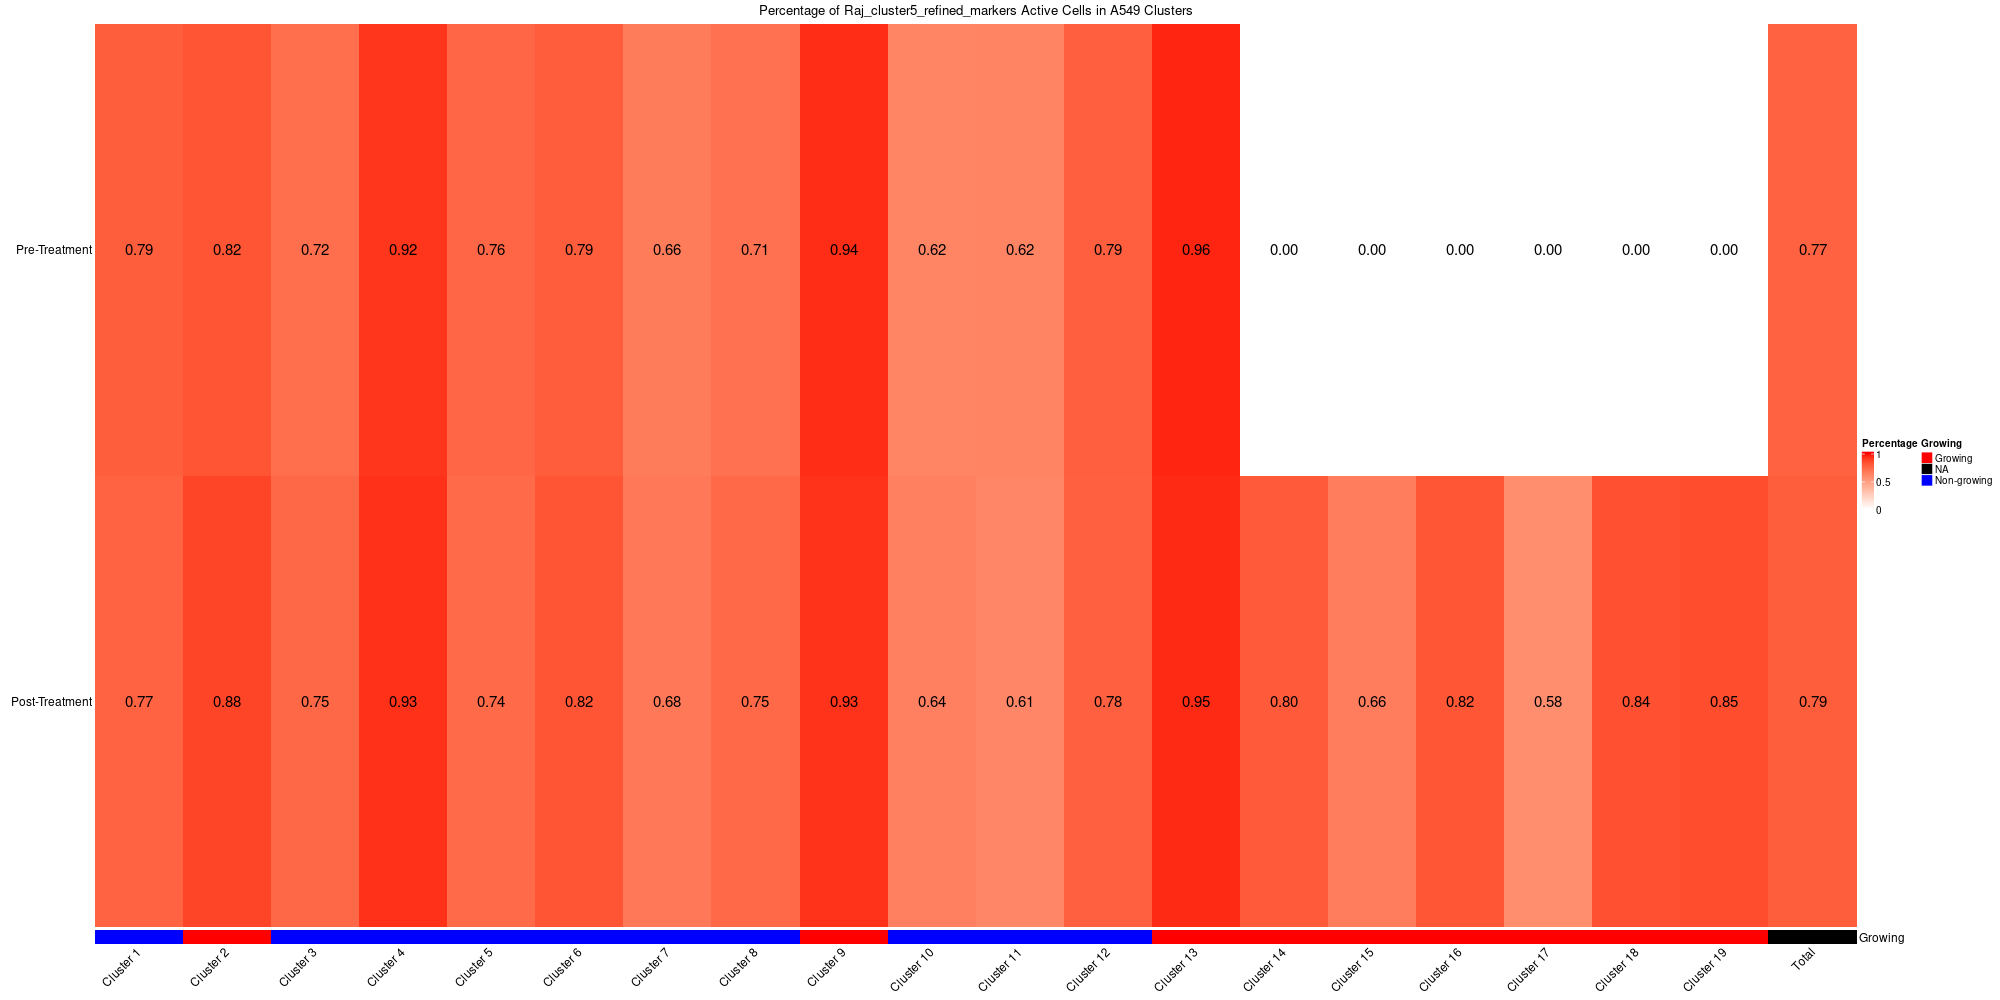 Percentage of Raj_cluster5_refined_markers Active Cells in A549 Clusters
Pre-Treatment 0.79 0.82 0.72 0.92 0.76 0.79 0.66 0.71 0.94 0.62 0.62 0.79 0.96 0.00 0.00 0.00 0.00 0.00 0.00 0.77
Percentage Growing
1 Growing
NA
0.5 Non-growing
0
Post-Treatment 0.77 0.88 0.75 0.93 0.74 0.82 0.68 0.75 0.93 0.64 0.61 0.78 0.95 0.80 0.66 0.82 0.58 0.84 0.85 0.79
Growing
Cluster 1 Cluster 2 Cluster 3 Cluster 4 Cluster 5 Cluster 6 Cluster 7 Cluster 8 Cluster 9 Cluster 10 Cluster 11 Cluster 12 Cluster 13 Cluster 14 Cluster 15 Cluster 16 Cluster 17 Cluster 18 Cluster 19 Total